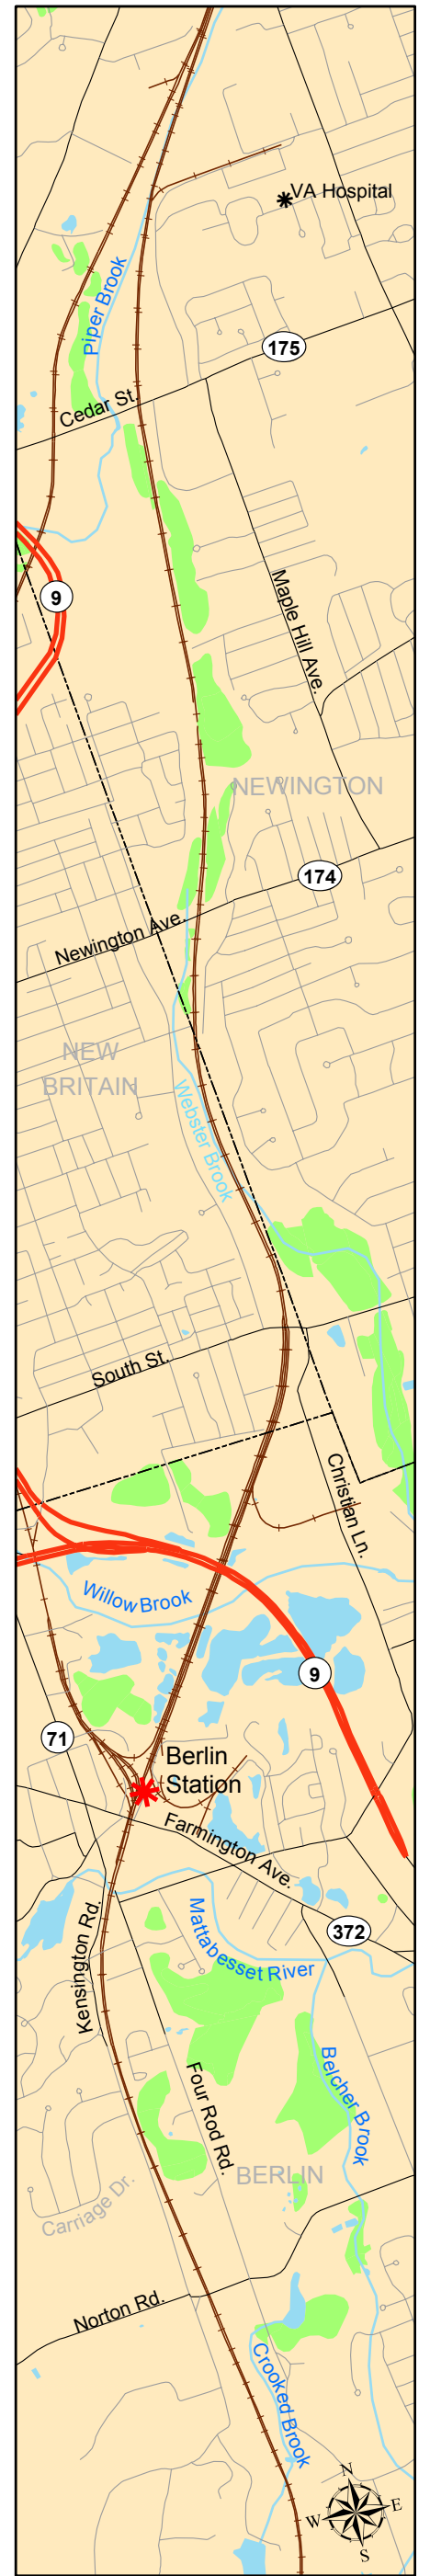 VA Hospital
Piper Brook
175
Cedar St.
9
Maple Hill Ave.
NEWINGTON
174
Newington Ave.
NEW
BRITAIN
Webster Brook
South St.
Christian Ln.
Willow Brook
9
71
Berlin
Station
Farmington Ave.
372
Kensington Rd.
Mattabesset River
Four Rod Rd.
Belcher Brook
BERLIN
Carriage Dr.
Norton Rd.
Crooked Brook
N
W
E
S